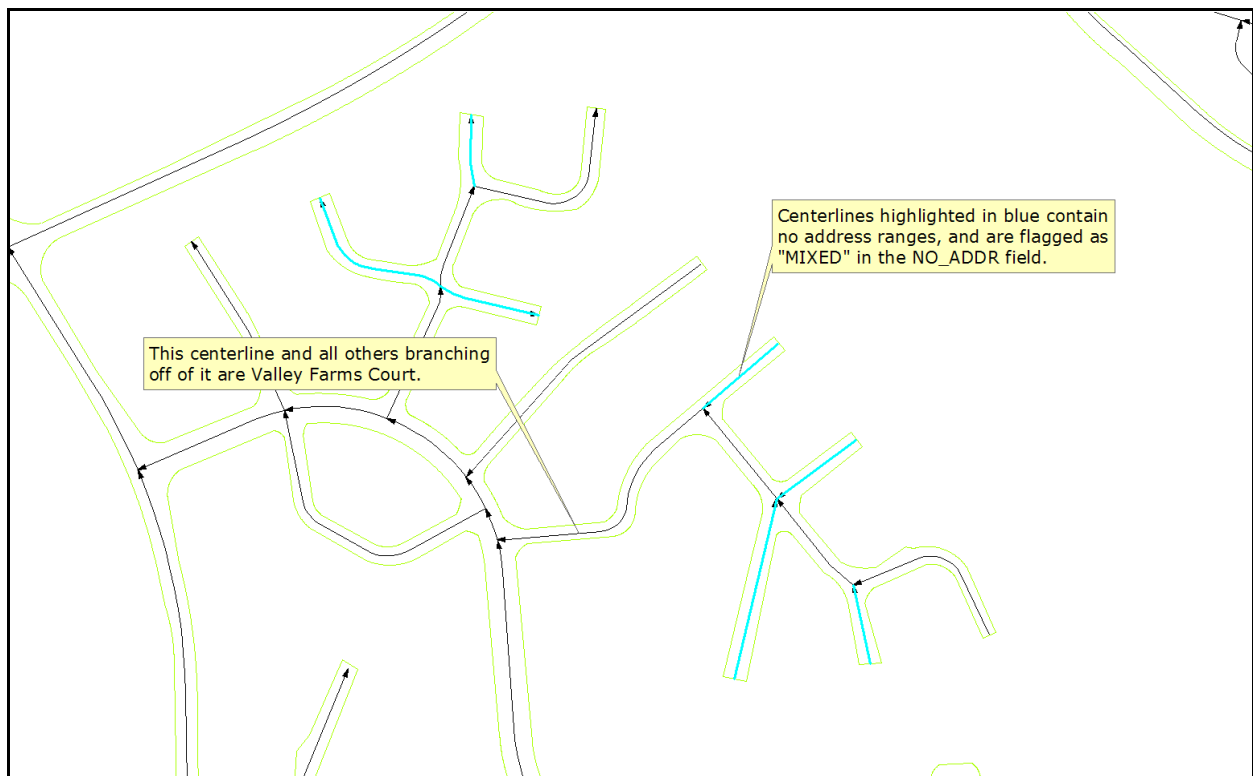 Centerlines highlighted in blue contain
no address ranges, and are flagged as
"MIXED" in the NO_ADDR field.
This centerline and all others branching
off of it are Valley Farms Court.